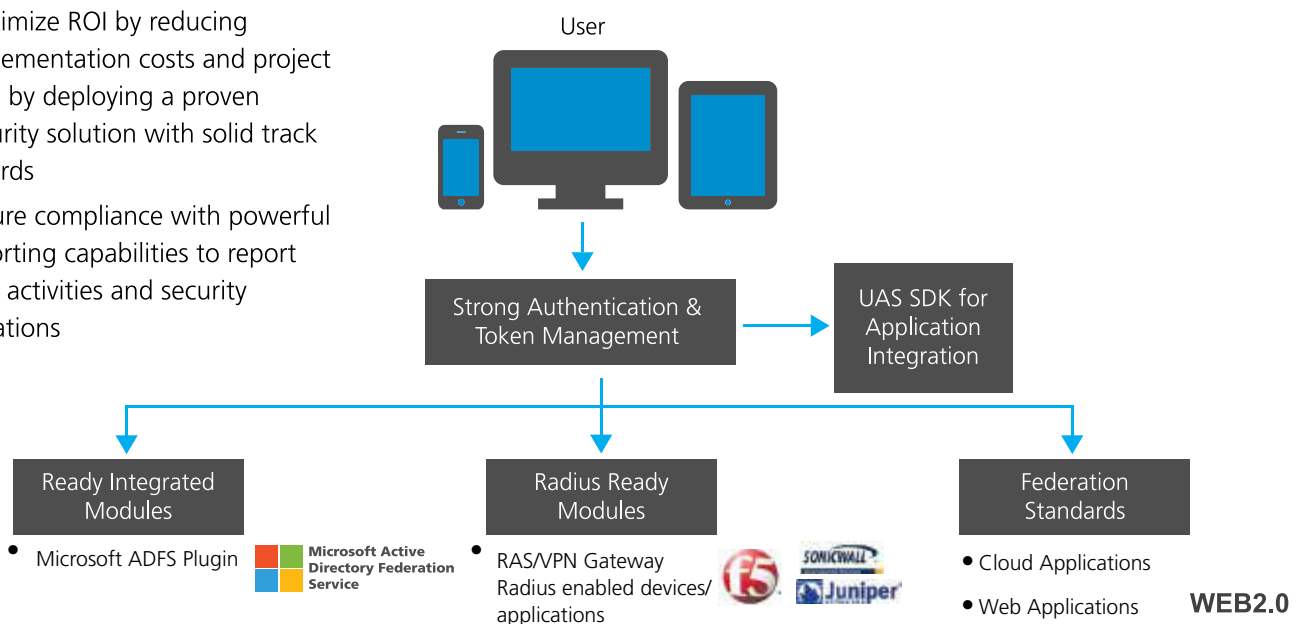 timize ROI by reducing
ementation costs and project
by deploying a proven
urity solution with solid track
rds
ure compliance with powerful
orting capabilities to report
activities and security
ations
User
Strong Authentication &
Token Management
UAS SDK for
Application
Integration
Ready Integrated
Modules
• Microsoft ADFS Plugin
Microsoft Active
Directory Federation
Service
Radius Ready
Modules
• RAS/VPN Gateway
Radius enabled devices/
applications
f5
SONICWALL
Juniper
Federation
Standards
• Cloud Applications
• Web Applications
WEB2.0